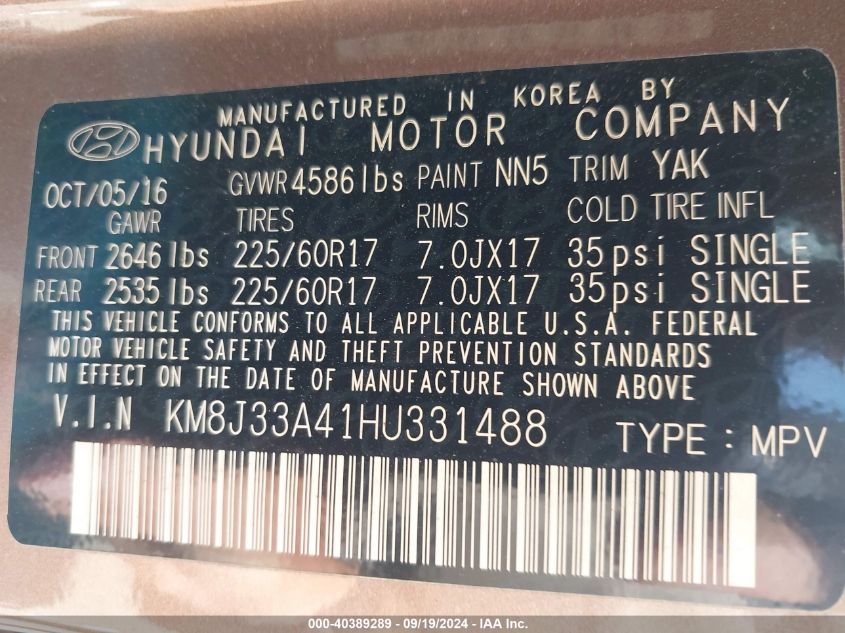 MANUFACTURED IN KOREA BY
HYUNDAI MOTOR COMPANY
OCT/05/16 GVWR 4586 lbs PAINT NN5 TRIM YAK
GAWR TIRES RIMS COLD TIRE INFL
FRONT 2646 lbs 225/60R17 7.0JX17 35psi SINGLE
REAR 2535 lbs 225/60R17 7.0JX17 35psi SINGLE
THIS VEHICLE CONFORMS TO ALL APPLICABLE U.S.A. FEDERAL
MOTOR VEHICLE SAFETY AND THEFT PREVENTION STANDARDS
IN EFFECT ON THE DATE OF MANUFACTURE SHOWN ABOVE
V.I.N KM8J33A41HU331488 TYPE : MPV
000-40389289 - 09/19/2024 - IAA Inc.